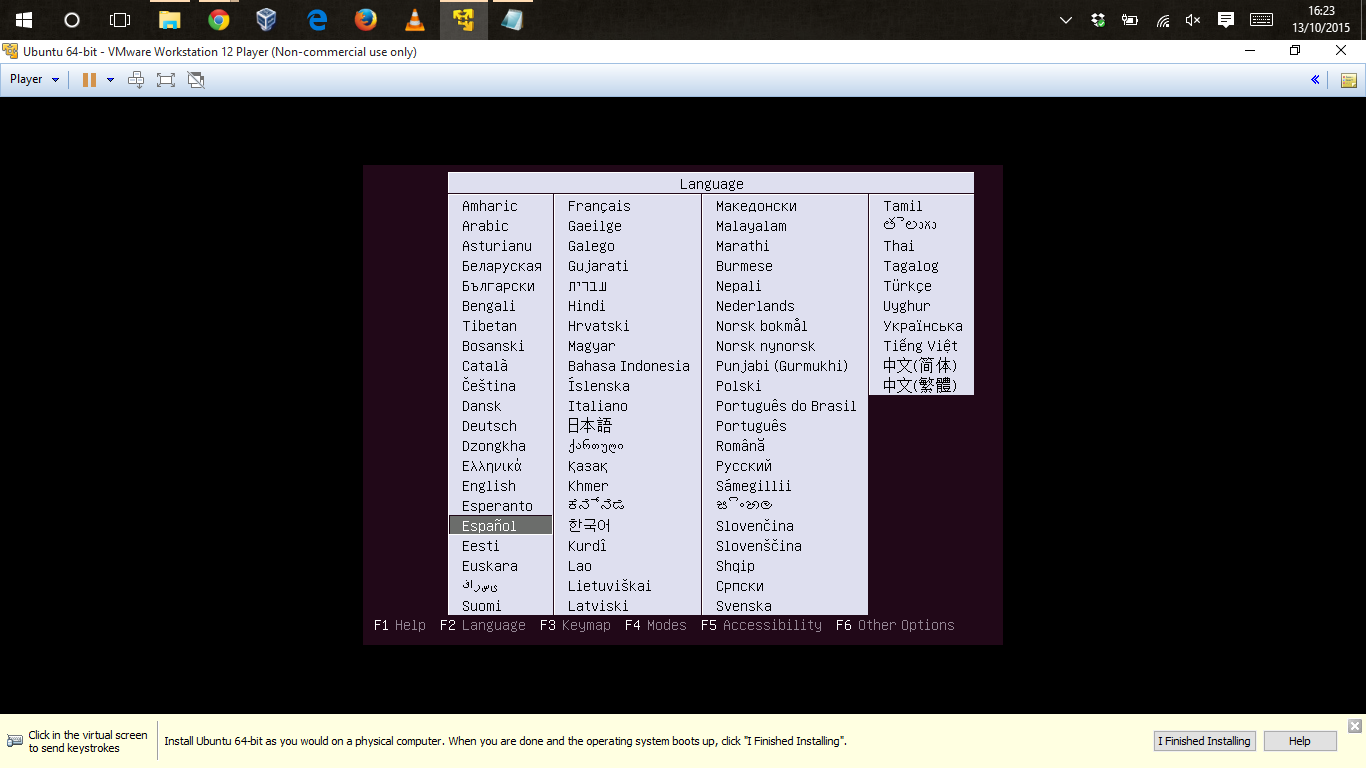 16:23
13/10/2015
Ubuntu 64-bit - VMware Workstation 12 Player (Non-commercial use only)
Player
Language
Amharic
Arabic
Asturianu
Беларуская
Български
Bengali
Tibetan
Bosanski
Català
Čeština
Dansk
Deutsch
Dzongkha
Ελληνικά
English
Esperanto
Español
Eesti
Euskara
Suomi
Français
Gaeilge
Galego
Gujarati
עברית
Hindi
Hrvatski
Magyar
Bahasa Indonesia
Íslenska
Italiano
日本語
ქართული
Қазақ
Khmer
ಕನ್ನಡ
한국어
Kurdî
Lao
Lietuviškai
Latviski
Македонски
Malayalam
Marathi
Burmese
Nepali
Nederlands
Norsk bokmål
Norsk nynorsk
Punjabi (Gurmukhi)
Polski
Português do Brasil
Português
Română
Русский
Sámegillii
සිංහල
Slovenčina
Slovenščina
Shqip
Српски
Svenska
Tamil
తెలుగు
Thai
Tagalog
Türkçe
Uyghur
Українська
Tiếng Việt
中文(简体)
中文(繁體)
F1 Help F2 Language F3 Keymap F4 Modes F5 Accessibility F6 Other Options
Click in the virtual screen
to send keystrokes
Install Ubuntu 64-bit as you would on a physical computer. When you are done and the operating system boots up, click "I Finished Installing".
I Finished Installing
Help